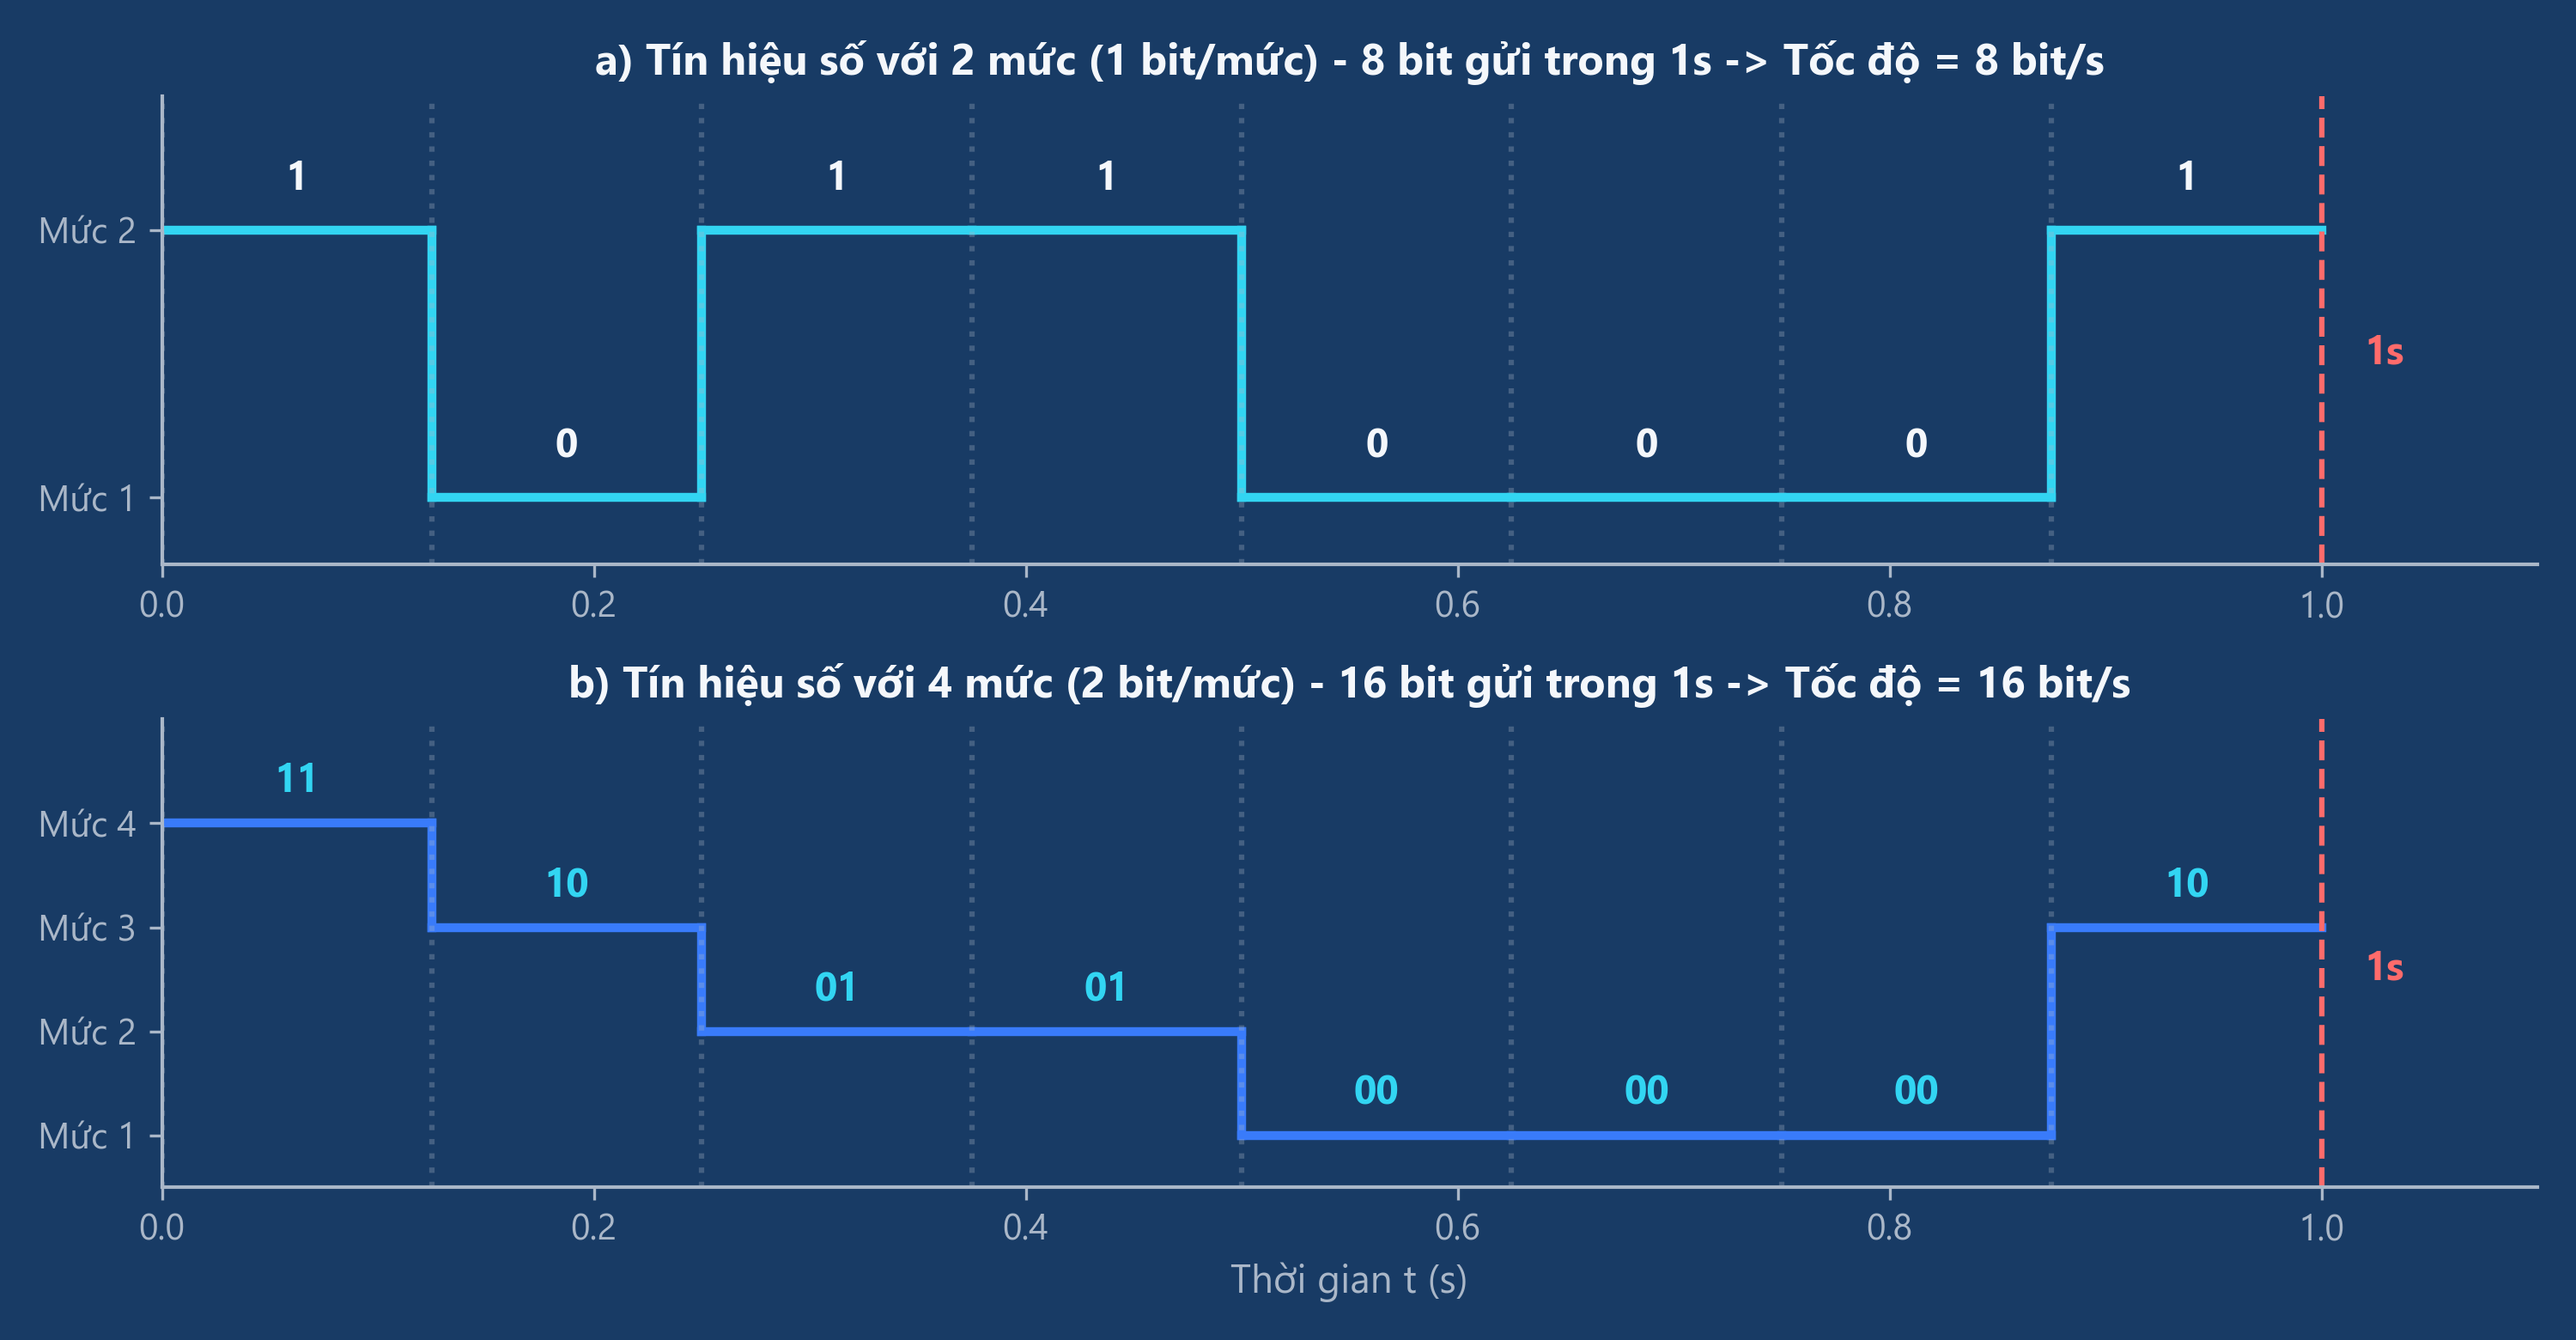 a) Tín hiệu số với 2 mức (1 bit/mức) - 8 bit gửi trong 1s -> Tốc độ = 8 bit/s
1 1 1 1
Mức 2
1s
0 0 0 0
Mức 1
0.0 0.2 0.4 0.6 0.8 1.0
b) Tín hiệu số với 4 mức (2 bit/mức) - 16 bit gửi trong 1s -> Tốc độ = 16 bit/s
11
Mức 4
10 10
Mức 3
1s
01 01
Mức 2
00 00 00
Mức 1
0.0 0.2 0.4 0.6 0.8 1.0
Thời gian t (s)